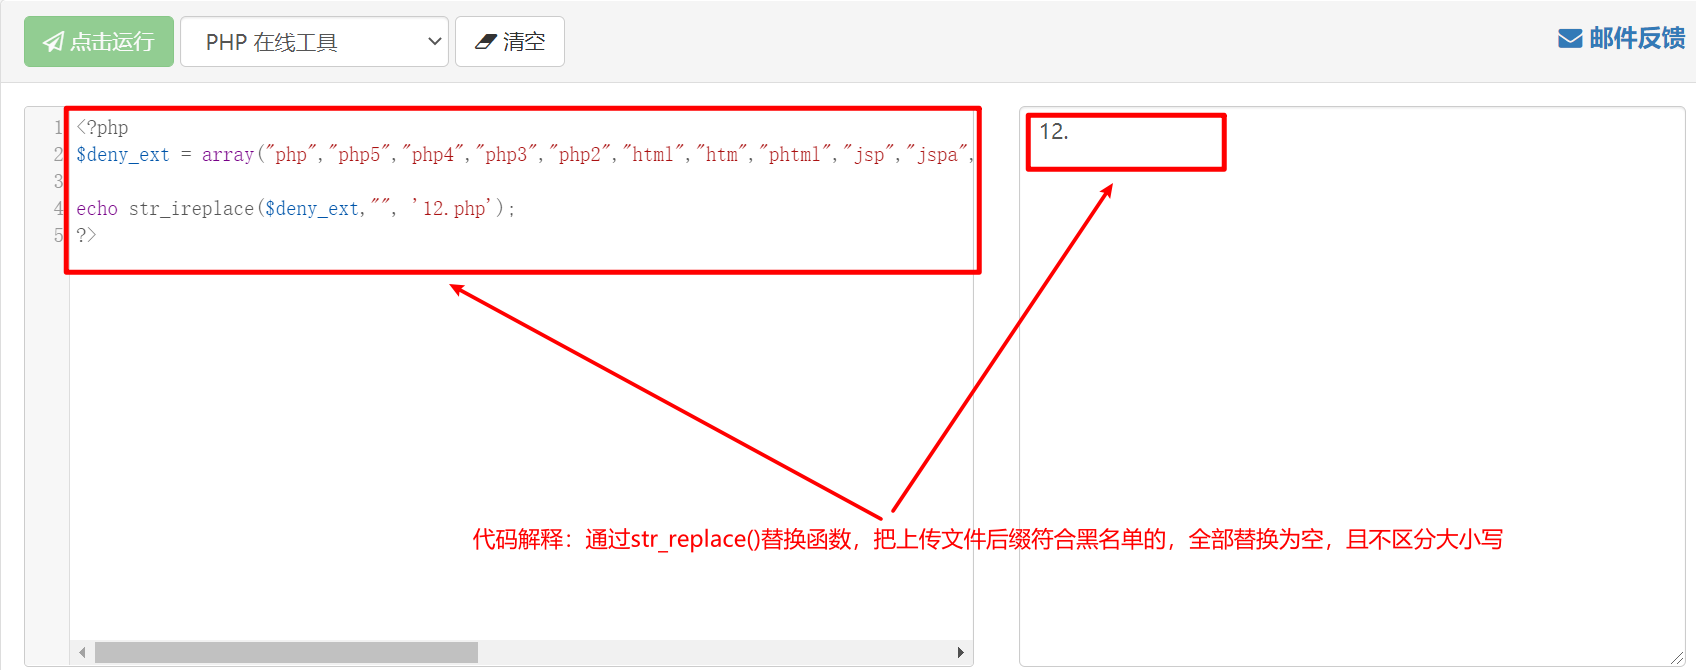 点击运行 PHP 在线工具 清空 邮件反馈
1 <?php
2 $deny_ext = array("php","php5","php4","php3","php2","html","htm","phtml","jsp","jspa",
3
4 echo str_ireplace($deny_ext,"", '12.php');
5 ?>
12.
代码解释：通过str_replace()替换函数，把上传文件后缀符合黑名单的，全部替换为空，且不区分大小写